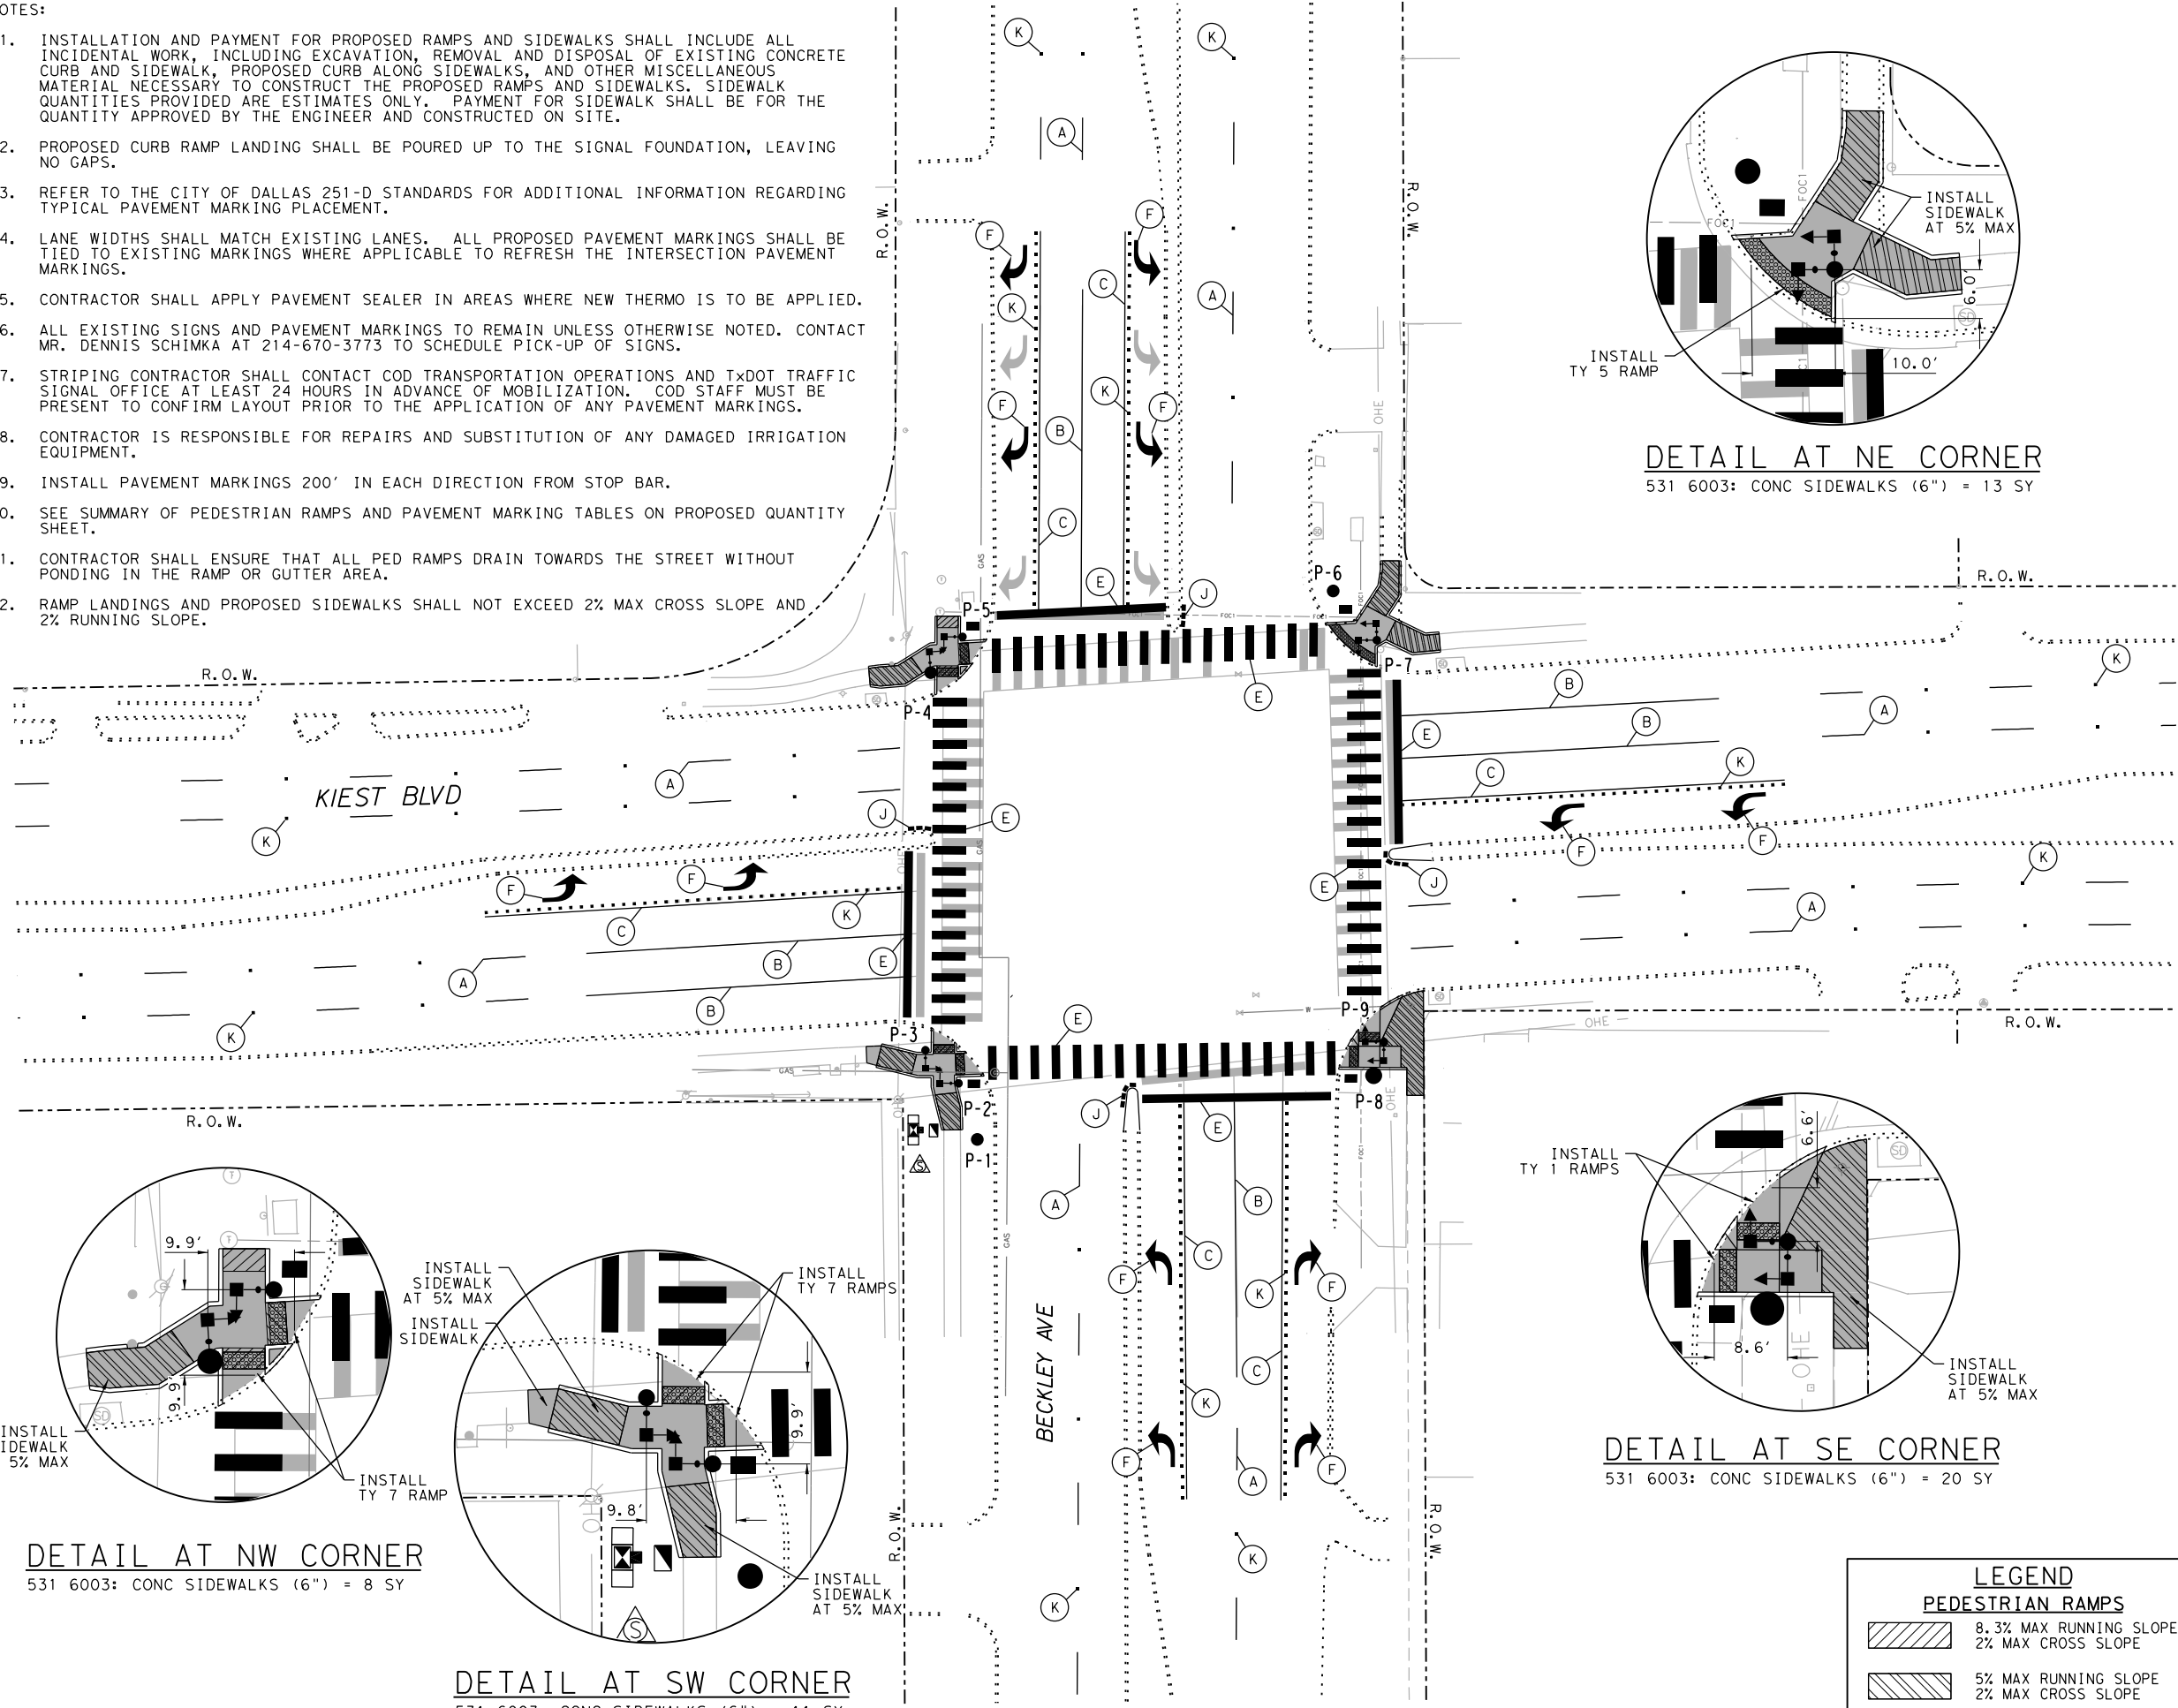 OTES:
1. INSTALLATION AND PAYMENT FOR PROPOSED RAMPS AND SIDEWALKS SHALL INCLUDE ALL
INCIDENTAL WORK, INCLUDING EXCAVATION, REMOVAL AND DISPOSAL OF EXISTING CONCRETE
CURB AND SIDEWALK, PROPOSED CURB ALONG SIDEWALKS, AND OTHER MISCELLANEOUS
MATERIAL NECESSARY TO CONSTRUCT THE PROPOSED RAMPS AND SIDEWALKS. SIDEWALK
QUANTITIES PROVIDED ARE ESTIMATES ONLY. PAYMENT FOR SIDEWALK SHALL BE FOR THE
QUANTITY APPROVED BY THE ENGINEER AND CONSTRUCTED ON SITE.
2. PROPOSED CURB RAMP LANDING SHALL BE POURED UP TO THE SIGNAL FOUNDATION, LEAVING
NO GAPS.
3. REFER TO THE CITY OF DALLAS 251-D STANDARDS FOR ADDITIONAL INFORMATION REGARDING
TYPICAL PAVEMENT MARKING PLACEMENT.
4. LANE WIDTHS SHALL MATCH EXISTING LANES. ALL PROPOSED PAVEMENT MARKINGS SHALL BE
TIED TO EXISTING MARKINGS WHERE APPLICABLE TO REFRESH THE INTERSECTION PAVEMENT
MARKINGS.
5. CONTRACTOR SHALL APPLY PAVEMENT SEALER IN AREAS WHERE NEW THERMO IS TO BE APPLIED.
6. ALL EXISTING SIGNS AND PAVEMENT MARKINGS TO REMAIN UNLESS OTHERWISE NOTED. CONTACT
MR. DENNIS SCHIMKA AT 214-670-3773 TO SCHEDULE PICK-UP OF SIGNS.
7. STRIPING CONTRACTOR SHALL CONTACT COD TRANSPORTATION OPERATIONS AND TxDOT TRAFFIC
SIGNAL OFFICE AT LEAST 24 HOURS IN ADVANCE OF MOBILIZATION. COD STAFF MUST BE
PRESENT TO CONFIRM LAYOUT PRIOR TO THE APPLICATION OF ANY PAVEMENT MARKINGS.
8. CONTRACTOR IS RESPONSIBLE FOR REPAIRS AND SUBSTITUTION OF ANY DAMAGED IRRIGATION
EQUIPMENT.
9. INSTALL PAVEMENT MARKINGS 200' IN EACH DIRECTION FROM STOP BAR.
0. SEE SUMMARY OF PEDESTRIAN RAMPS AND PAVEMENT MARKING TABLES ON PROPOSED QUANTITY
SHEET.
1. CONTRACTOR SHALL ENSURE THAT ALL PED RAMPS DRAIN TOWARDS THE STREET WITHOUT
PONDING IN THE RAMP OR GUTTER AREA.
2. RAMP LANDINGS AND PROPOSED SIDEWALKS SHALL NOT EXCEED 2% MAX CROSS SLOPE AND
2% RUNNING SLOPE.
K
K
A
R.O.W.
R.O.W.
F
F
C
K
A
K
F
F
B
C
E
J
OHE
GAS
FOC1
P-5
P-6
P-7
P-4
E
FOC1
FOC1
INSTALL
SIDEWALK
AT 5% MAX
6.0'
SD
INSTALL
TY 5 RAMP
10.0'
DETAIL AT NE CORNER
531 6003: CONC SIDEWALKS (6") = 13 SY
R.O.W.
R.O.W.
K
B
B
A
E
C
K
F
F
K
A
E
J
KIEST BLVD
A
K
J
E
F
F
K
C
B
E
A
B
K
OHE
GAS
R.O.W.
R.O.W.
OHE
P-3
P-2
P-1
S
GAS
P-9
P-8
E
J
E
W
OHE
FOC1
A
B
C
F
K
F
K
C
F
A
F
K
K
GAS
BECKLEY AVE
R.O.W.
R.O.W.
T
T
9.9'
9.9'
SD
INSTALL
IDEWALK
5% MAX
INSTALL
TY 7 RAMP
DETAIL AT NW CORNER
531 6003: CONC SIDEWALKS (6") = 8 SY
INSTALL
SIDEWALK
AT 5% MAX
INSTALL
SIDEWALK
INSTALL
TY 7 RAMPS
9.9'
9.8'
OHE
S
INSTALL
SIDEWALK
AT 5% MAX
DETAIL AT SW CORNER
INSTALL
TY 1 RAMPS
6.6'
SD
8.6'
OHE
INSTALL
SIDEWALK
AT 5% MAX
DETAIL AT SE CORNER
531 6003: CONC SIDEWALKS (6") = 20 SY
LEGEND
PEDESTRIAN RAMPS
8.3% MAX RUNNING SLOPE
2% MAX CROSS SLOPE
5% MAX RUNNING SLOPE
2% MAX CROSS SLOPE